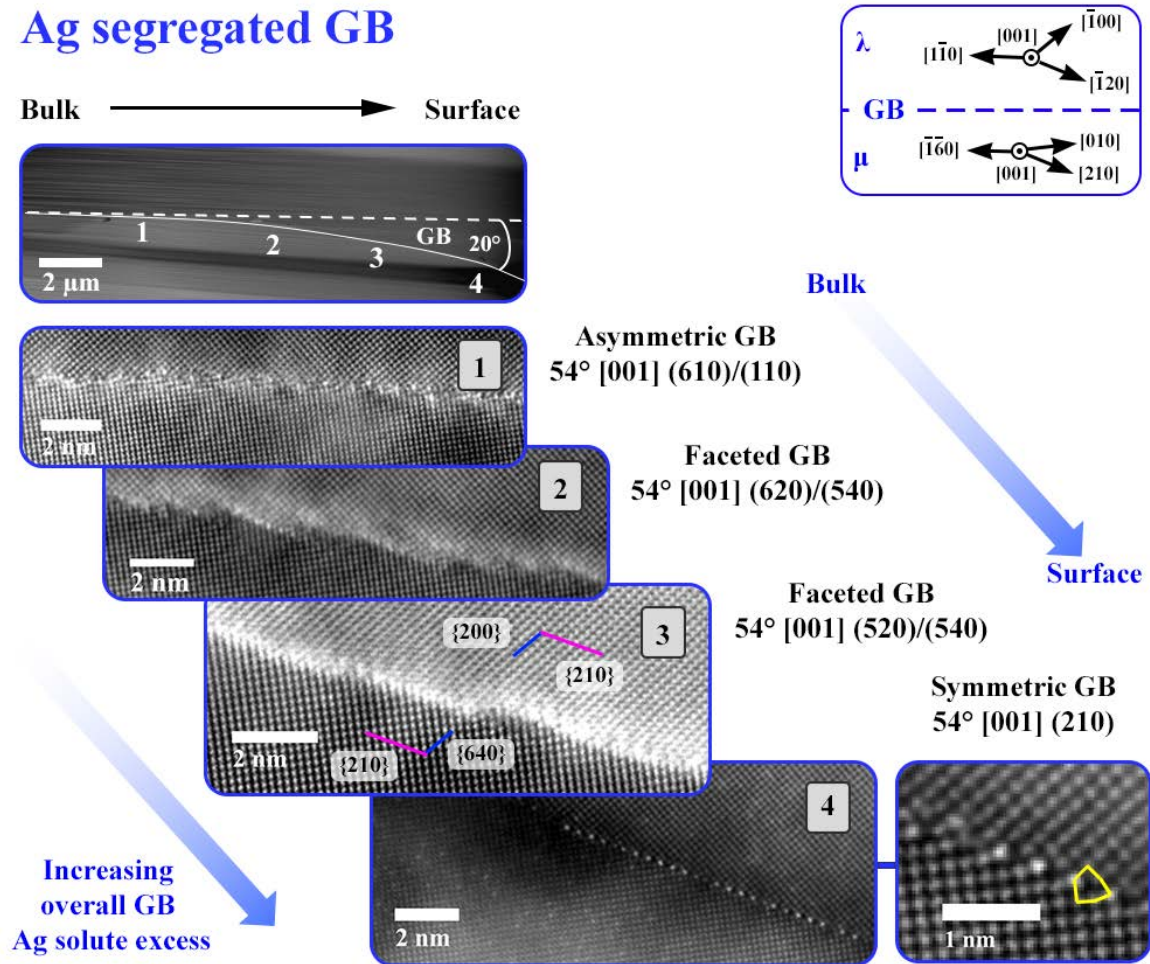 Ag segregated GB
Bulk
Surface
1
2
3
4
GB
20°
2 µm
λ
[001]
[1̄00]
[11̄0]
[1̄20]
GB
µ
[1̄1̄60]
[001]
[010]
[210]
Bulk
Surface
1
2 nm
Asymmetric GB
54° [001] (610)/(110)
2
2 nm
Faceted GB
54° [001] (620)/(540)
3
{200}
{210}
{210}
{640}
2 nm
Faceted GB
54° [001] (520)/(540)
4
2 nm
Symmetric GB
54° [001] (210)
1 nm
Increasing
overall GB
Ag solute excess